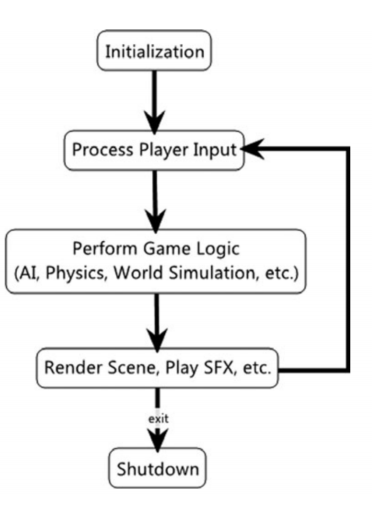 Initialization
Process Player Input
Perform Game Logic
(AI, Physics, World Simulation, etc.)
Render Scene, Play SFX, etc.
exit
Shutdown